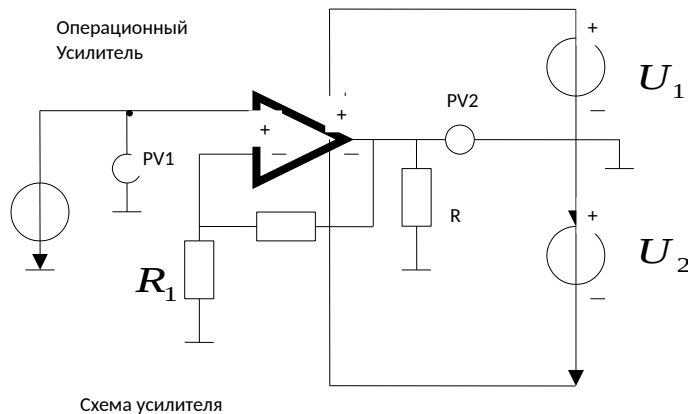 Операционный
Усилитель
+
U1
PV2
+
–
+
PV1
–
–
+
R
U2
R1
–
Схема усилителя